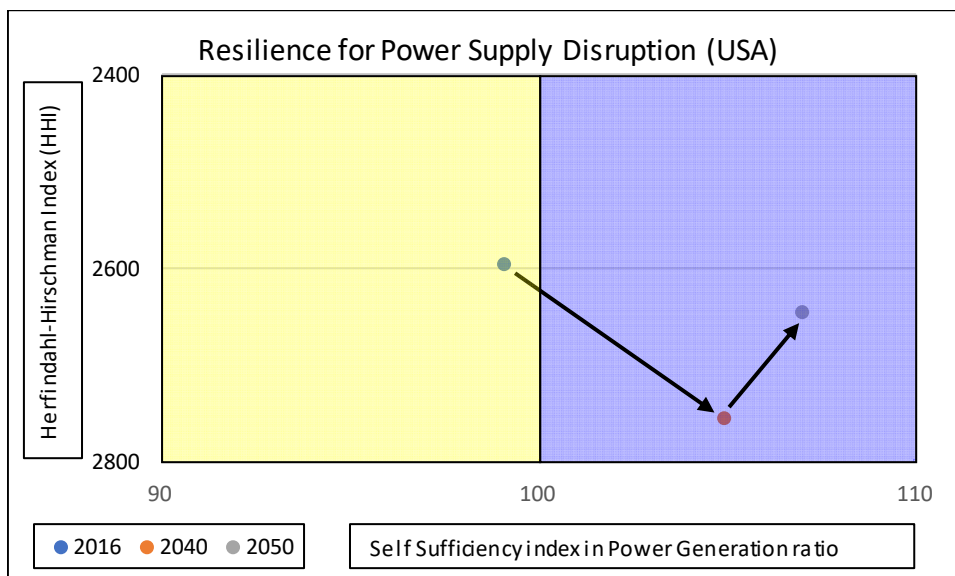 Resilience for Power Supply Disruption (USA)
Herfindahl-Hirschman Index (HHI)
2400
2600
2800
90 100 110
2016 2040 2050
Self Sufficiency index in Power Generation ratio